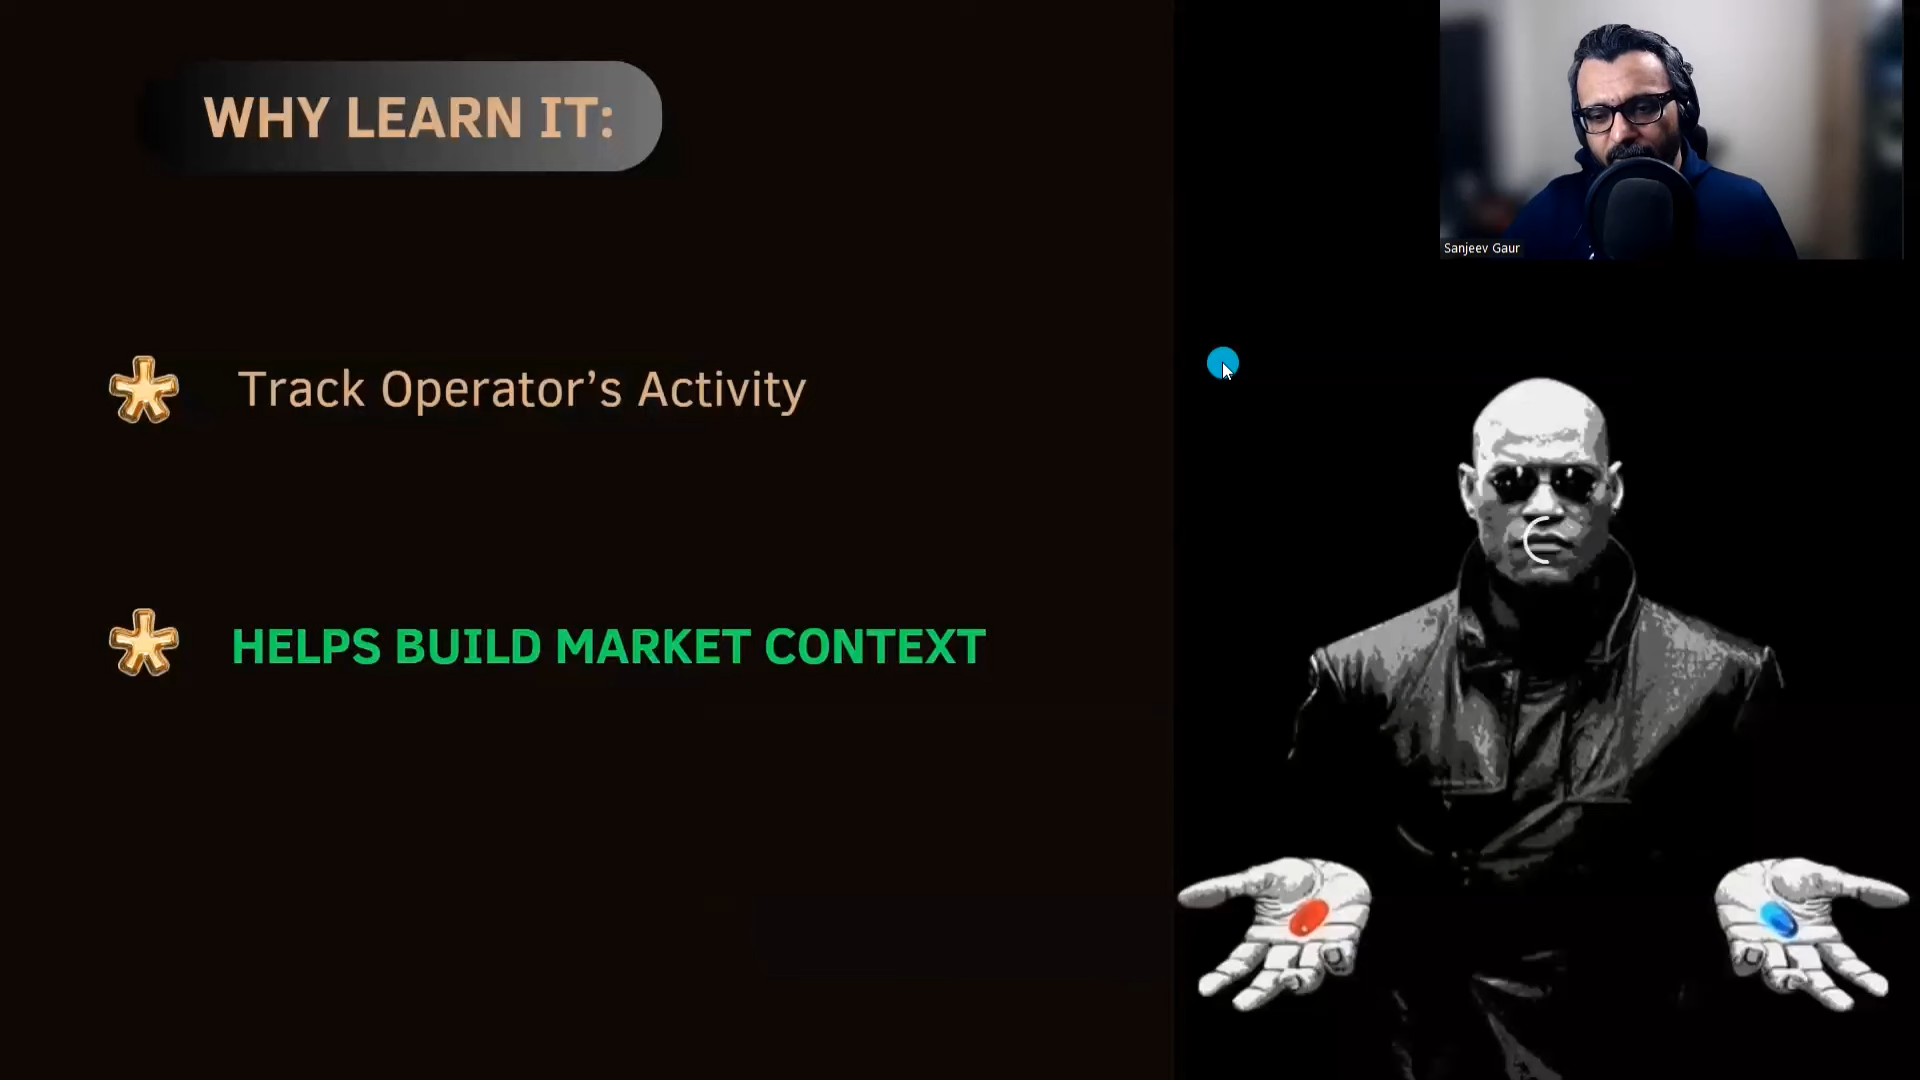 WHY LEARN IT:
Track Operator’s Activity
HELPS BUILD MARKET CONTEXT
Sanjeev Gaur